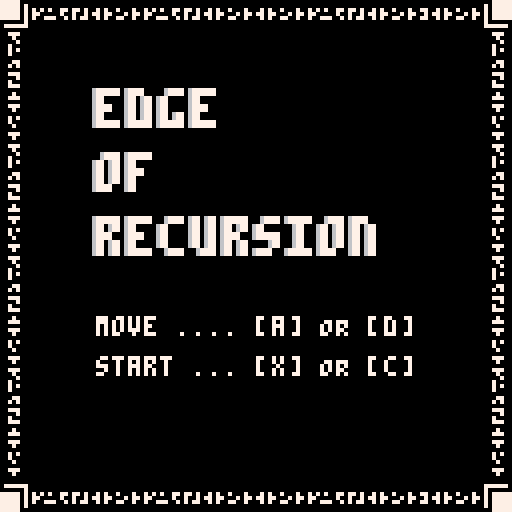 EDGE
OF
RECURSION
MOVE .... [A] OR [D]
START ... [X] OR [C]